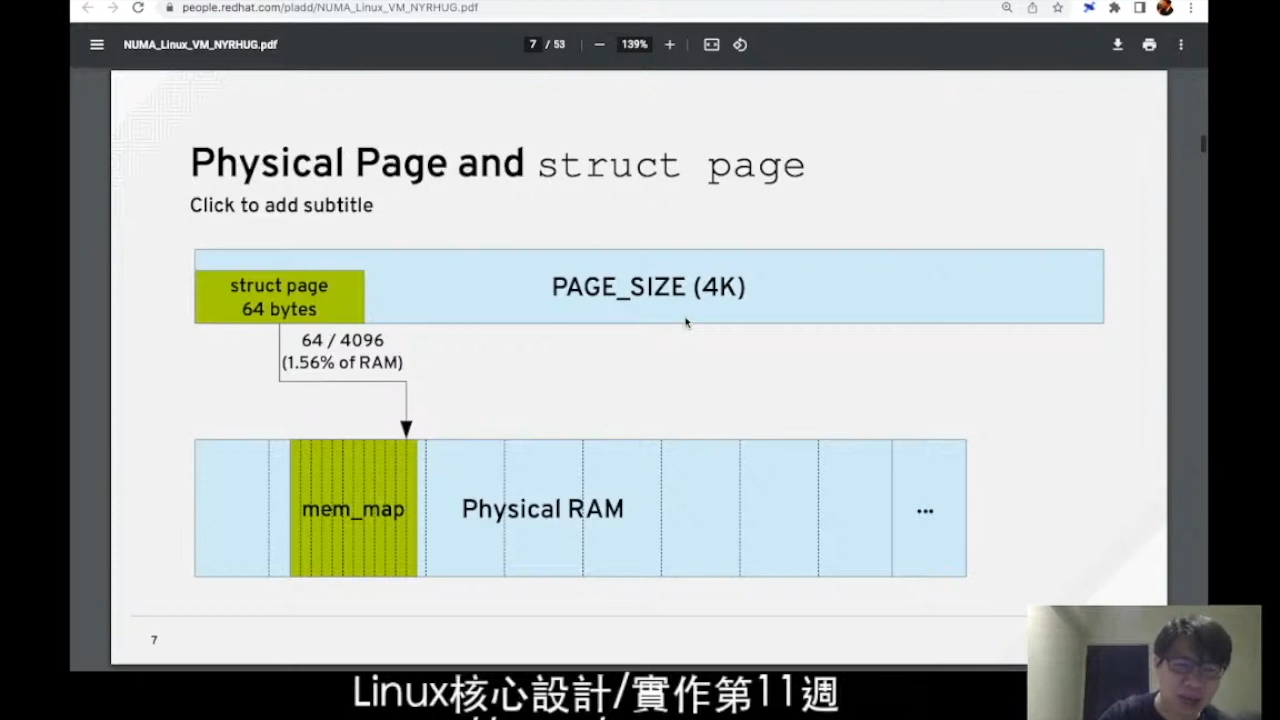 people.redhat.com/pladd/NUMA_Linux_VM_NYRHUG.pdf
NUMA_Linux_VM_NYRHUG.pdf
7 / 53
139%
Physical Page and struct page
Click to add subtitle
struct page
64 bytes
PAGE_SIZE (4K)
64 / 4096
(1.56% of RAM)
mem_map
Physical RAM
...
7
Linux核心設計/實作第11週